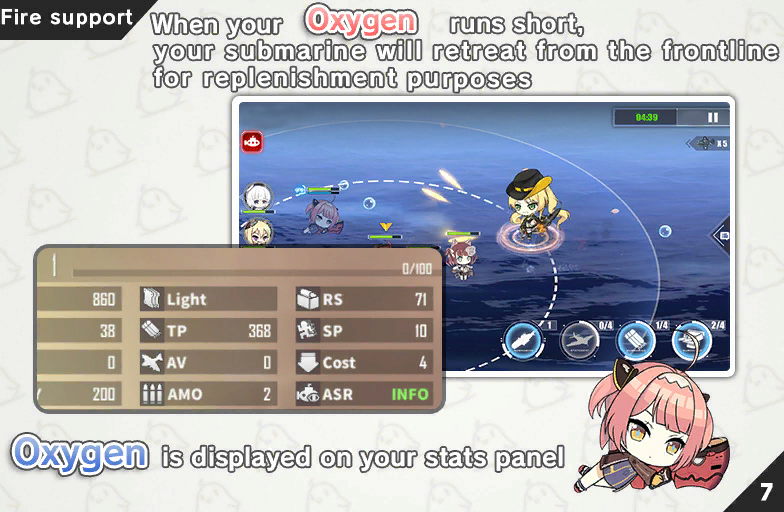 Fire support
When your Oxygen runs short,
your submarine will retreat from the frontline
for replenishment purposes
04:39
X5
1
0/4
1/4
2/4
1
0/100
860 Light RS 71
38 TP 368 SP 10
0 AV 0 Cost 4
200 AMO 2 ASR INFO
Oxygen is displayed on your stats panel
7